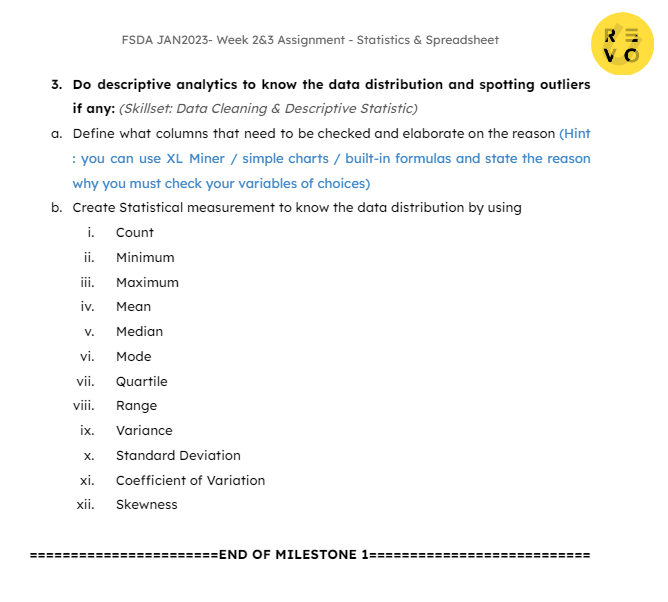 FSDA JAN2023- Week 2&3 Assignment - Statistics & Spreadsheet
RE
VO
3. Do descriptive analytics to know the data distribution and spotting outliers
if any: (Skillset: Data Cleaning & Descriptive Statistic)
a. Define what columns that need to be checked and elaborate on the reason (Hint
: you can use XL Miner / simple charts / built-in formulas and state the reason
why you must check your variables of choices)
b. Create Statistical measurement to know the data distribution by using
i. Count
ii. Minimum
iii. Maximum
iv. Mean
v. Median
vi. Mode
vii. Quartile
viii. Range
ix. Variance
x. Standard Deviation
xi. Coefficient of Variation
xii. Skewness
=======================END OF MILESTONE 1===========================